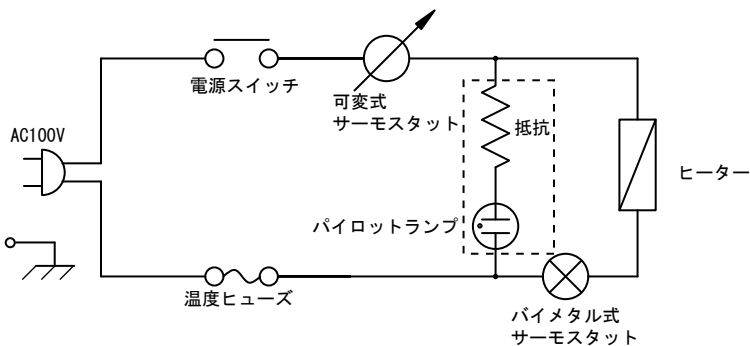 電源スイッチ
可変式
サーモスタット
抵抗
AC100V
ヒーター
パイロットランプ
温度ヒューズ
バイメタル式
サーモスタット